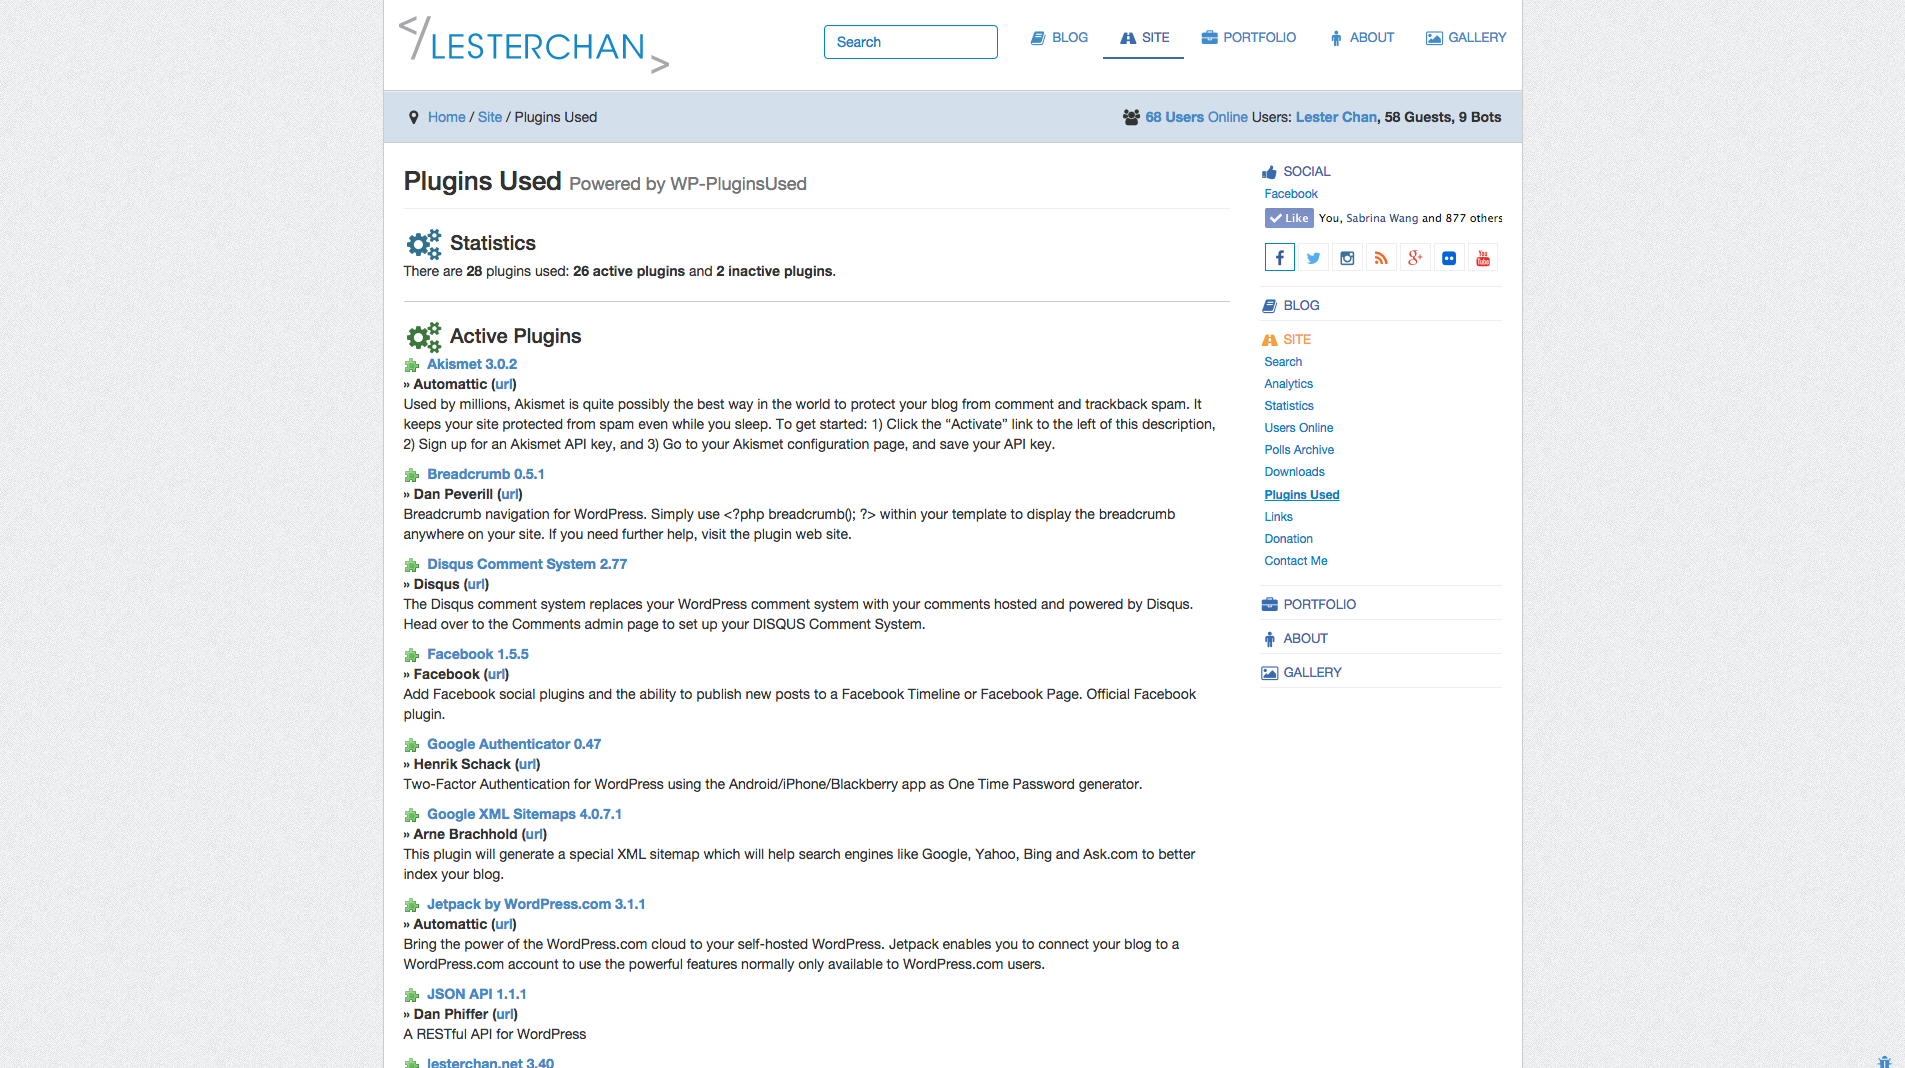 </LESTERCHAN>
Search
BLOG
SITE
PORTFOLIO
ABOUT
GALLERY
Home / Site / Plugins Used
68 Users Online Users: Lester Chan, 58 Guests, 9 Bots
Plugins Used Powered by WP-PluginsUsed
Statistics
There are 28 plugins used: 26 active plugins and 2 inactive plugins.
Active Plugins
Akismet 3.0.2
» Automattic (url)
Used by millions, Akismet is quite possibly the best way in the world to protect your blog from comment and trackback spam. It
keeps your site protected from spam even while you sleep. To get started: 1) Click the “Activate” link to the left of this description,
2) Sign up for an Akismet API key, and 3) Go to your Akismet configuration page, and save your API key.
Breadcrumb 0.5.1
» Dan Peverill (url)
Breadcrumb navigation for WordPress. Simply use <?php breadcrumb(); ?> within your template to display the breadcrumb
anywhere on your site. If you need further help, visit the plugin web site.
Disqus Comment System 2.77
» Disqus (url)
The Disqus comment system replaces your WordPress comment system with your comments hosted and powered by Disqus.
Head over to the Comments admin page to set up your DISQUS Comment System.
Facebook 1.5.5
» Facebook (url)
Add Facebook social plugins and the ability to publish new posts to a Facebook Timeline or Facebook Page. Official Facebook
plugin.
Google Authenticator 0.47
» Henrik Schack (url)
Two-Factor Authentication for WordPress using the Android/iPhone/Blackberry app as One Time Password generator.
Google XML Sitemaps 4.0.7.1
» Arne Brachhold (url)
This plugin will generate a special XML sitemap which will help search engines like Google, Yahoo, Bing and Ask.com to better
index your blog.
Jetpack by WordPress.com 3.1.1
» Automattic (url)
Bring the power of the WordPress.com cloud to your self-hosted WordPress. Jetpack enables you to connect your blog to a
WordPress.com account to use the powerful features normally only available to WordPress.com users.
JSON API 1.1.1
» Dan Phiffer (url)
A RESTful API for WordPress
lesterchan.net 3.40
SOCIAL
Facebook
Like You, Sabrina Wang and 877 others
f g+ You Tube
BLOG
SITE
Search
Analytics
Statistics
Users Online
Polls Archive
Downloads
Plugins Used
Links
Donation
Contact Me
PORTFOLIO
ABOUT
GALLERY